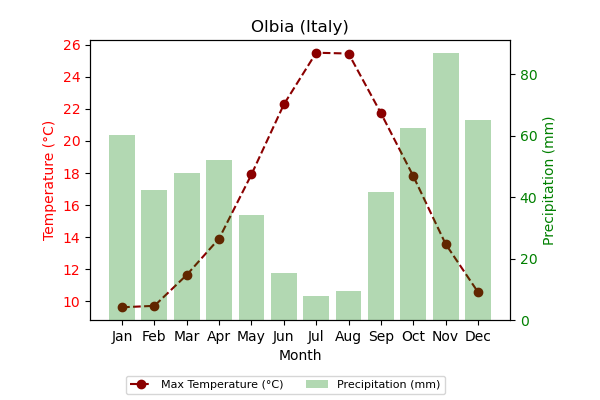 Olbia (Italy)
26
24
22
20
18
16
14
12
10
Temperature (°C)
80
60
40
20
0
Precipitation (mm)
Jan Feb Mar Apr May Jun Jul Aug Sep Oct Nov Dec
Month
Max Temperature (°C) Precipitation (mm)